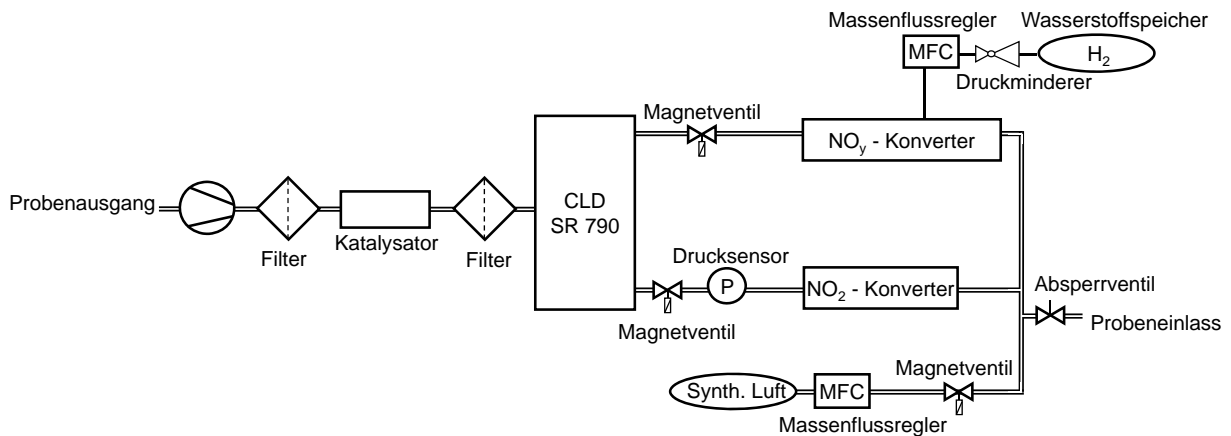 Massenflussregler
Wasserstoffspeicher
MFC
H2
Druckminderer
Magnetventil
NOy - Konverter
CLD
SR 790
Probenausgang
Filter
Katalysator
Filter
Drucksensor
P
NO2 - Konverter
Magnetventil
Absperrventil
Probeneinlass
Magnetventil
Synth. Luft
MFC
Massenflussregler